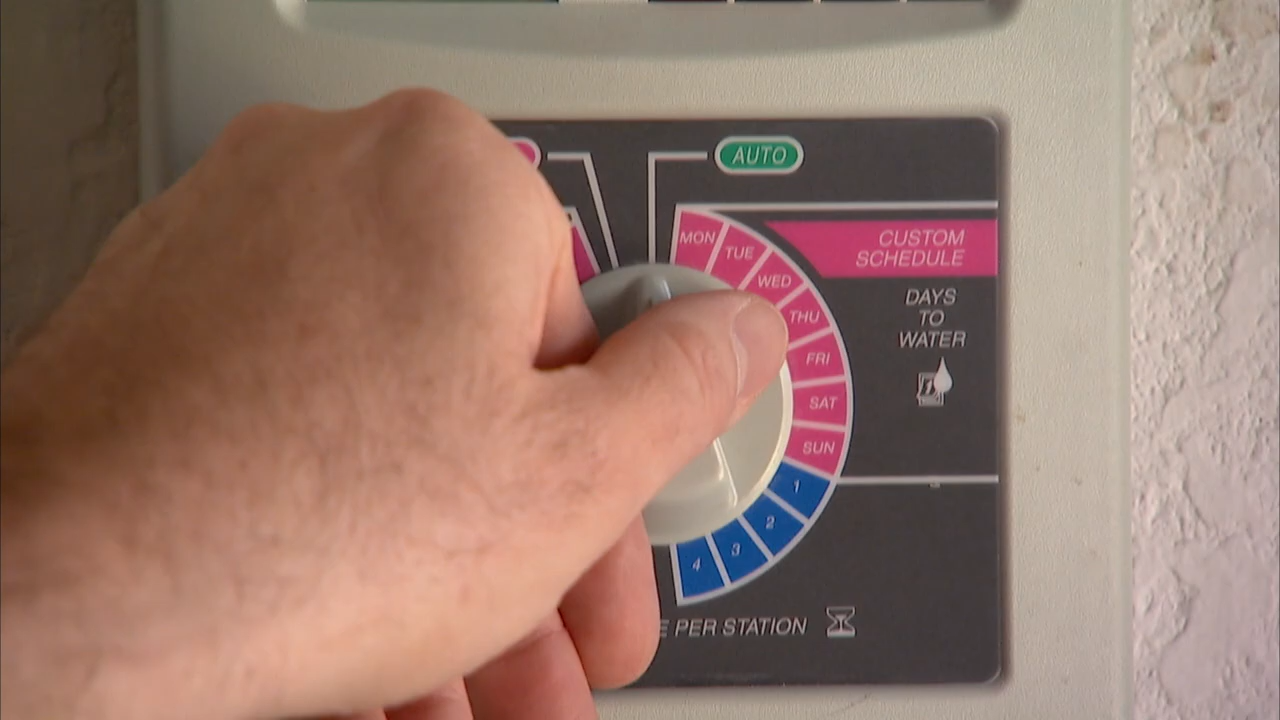 AUTO
MON
TUE
WED
THU
FRI
SAT
SUN
CUSTOM
SCHEDULE
DAYS
TO
WATER
1
1
2
3
4
PER STATION